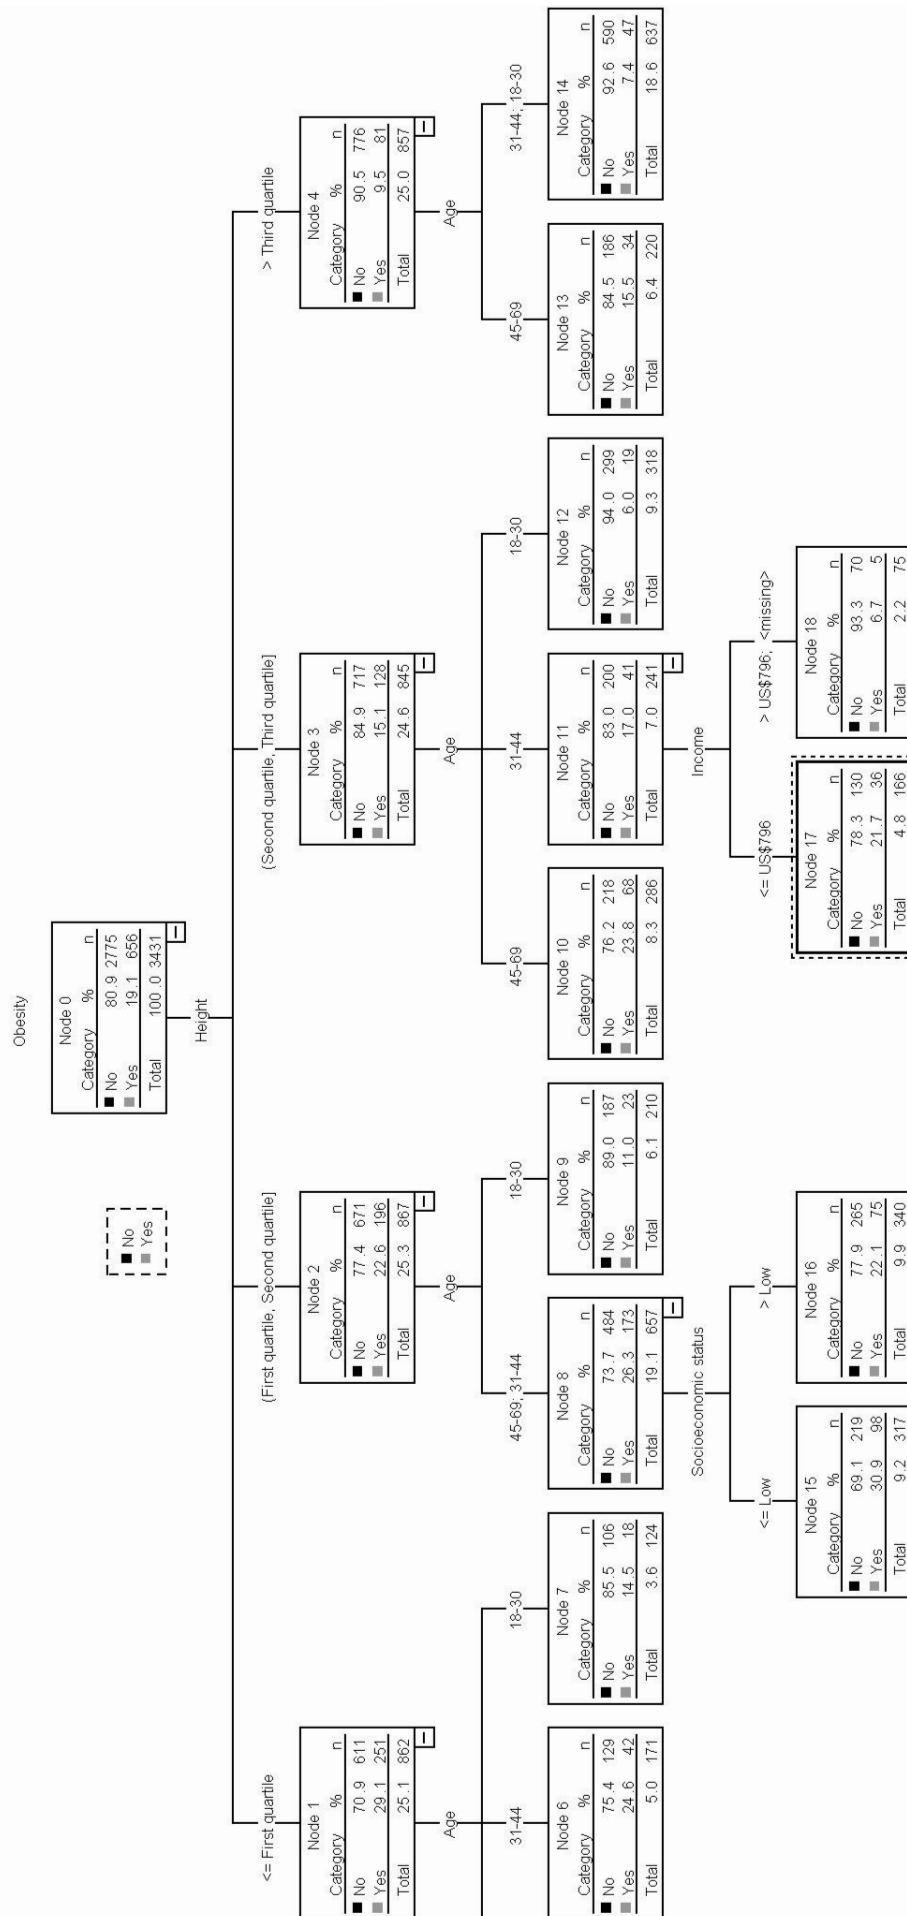 Obesity
No
Yes
Node 0
Category % n
No 80.9 2775
Yes 19.1 656
Total 100.0 3431
Height
<= First quartile
(First quartile, Second quartile]
(Second quartile, Third quartile]
> Third quartile
Node 1
Category % n
No 70.9 611
Yes 29.1 251
Total 25.1 862
Node 2
Category % n
No 77.4 671
Yes 22.6 196
Total 25.3 867
Node 3
Category % n
No 84.9 717
Yes 15.1 128
Total 24.6 845
Node 4
Category % n
No 90.5 776
Yes 9.5 81
Total 25.0 857
Age
Age
Age
Age
31-44
18-30
45-69; 31-44
18-30
45-69
31-44
18-30
45-69
31-44; 18-30
Node 6
Category % n
No 75.4 129
Yes 24.6 42
Total 5.0 171
Node 7
Category % n
No 85.5 106
Yes 14.5 18
Total 3.6 124
Node 8
Category % n
No 73.7 484
Yes 26.3 173
Total 19.1 657
Node 9
Category % n
No 89.0 187
Yes 11.0 23
Total 6.1 210
Node 10
Category % n
No 76.2 218
Yes 23.8 68
Total 8.3 286
Node 11
Category % n
No 83.0 200
Yes 17.0 41
Total 7.0 241
Node 12
Category % n
No 94.0 299
Yes 6.0 19
Total 9.3 318
Node 13
Category % n
No 84.5 186
Yes 15.5 34
Total 6.4 220
Node 14
Category % n
No 92.6 590
Yes 7.4 47
Total 18.6 637
Socioeconomic status
Income
<= Low
> Low
<= US$796
> US$796; <missing>
Node 15
Category % n
No 69.1 219
Yes 30.9 98
Total 9.2 317
Node 16
Category % n
No 77.9 265
Yes 22.1 75
Total 9.9 340
Node 17
Category % n
No 78.3 130
Yes 21.7 36
Total 4.8 166
Node 18
Category % n
No 93.3 70
Yes 6.7 5
Total 2.2 75